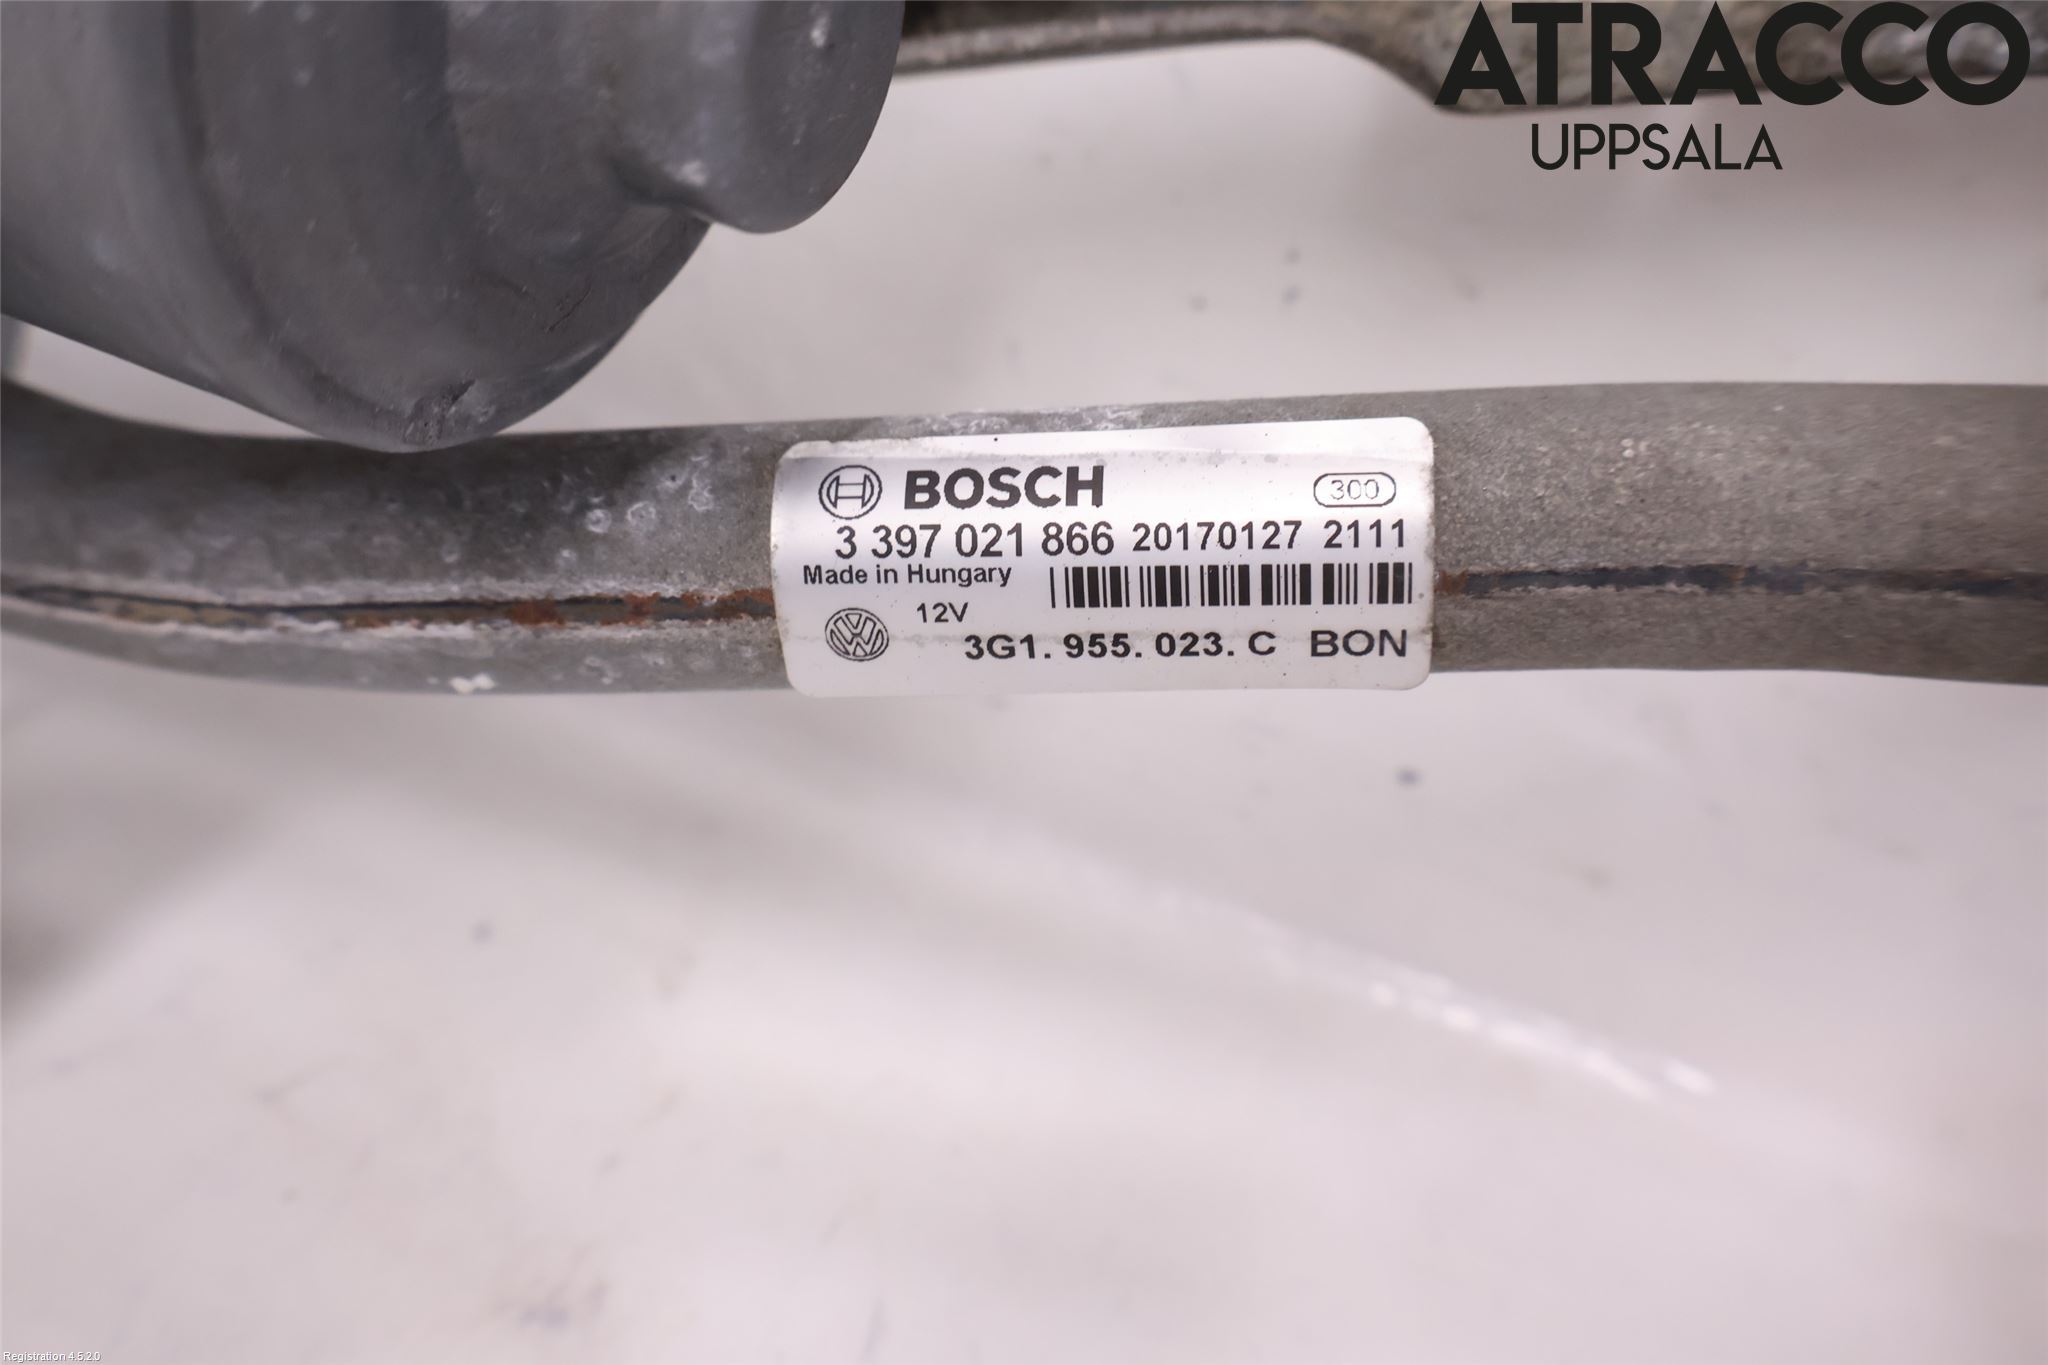 ATRACCO
UPPSALA
BOSCH 300
3 397 021 866 20170127 2111
Made in Hungary
12V
3G1. 955. 023. C BON
Registration 4.5.2.0